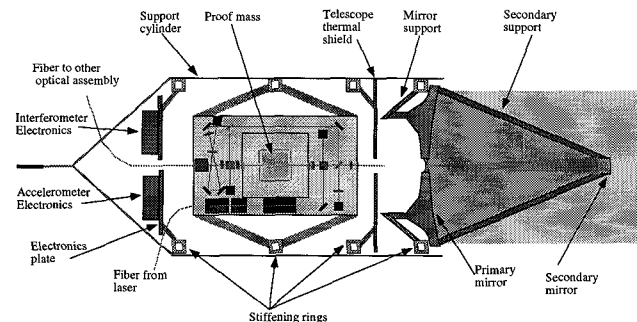 Support
cylinder
Proof mass
Telescope
thermal
shield
Mirror
support
Secondary
support
Fiber to other
optical assembly
Interferometer
Electronics
Accelerometer
Electronics
Electronics
plate
Fiber from
laser
Stiffening rings
Primary
mirror
Secondary
mirror